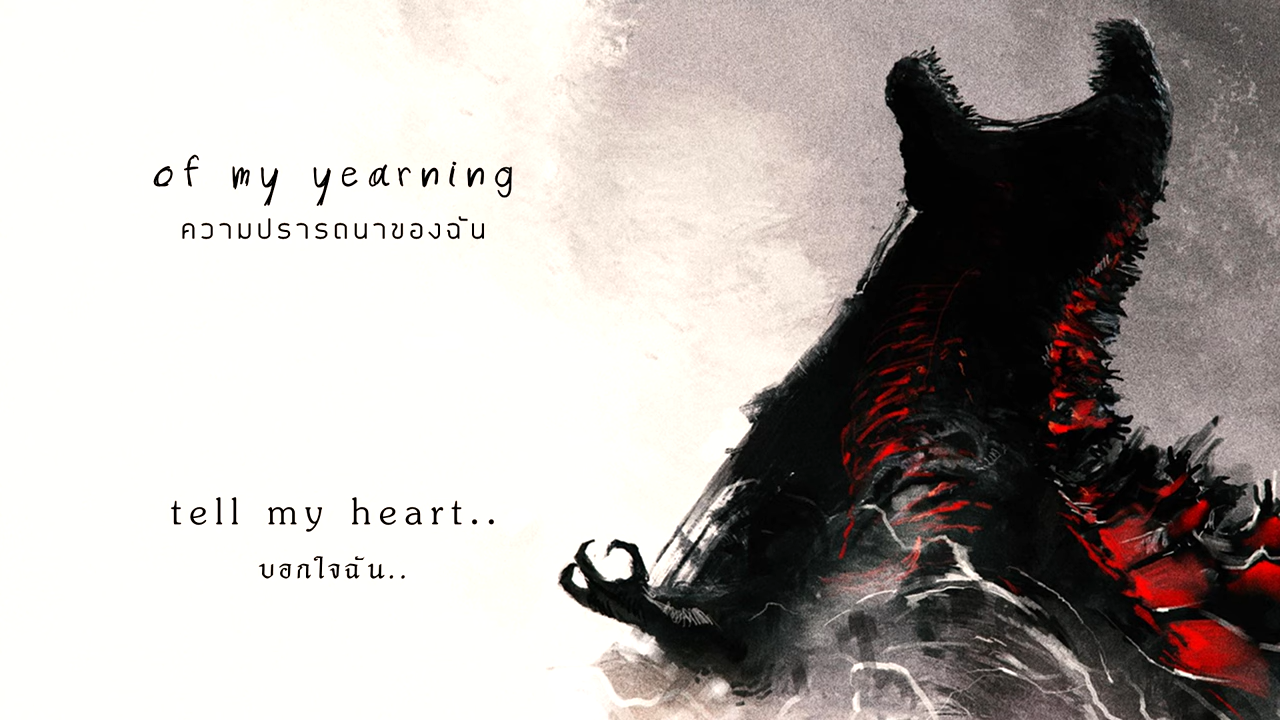 of my yearning
ความปรารถนาของฉัน
tell my heart..
บอกใจฉัน..